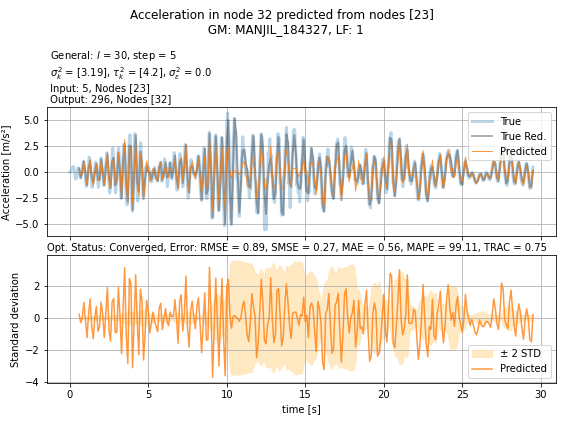 Acceleration in node 32 predicted from nodes [23]
GM: MANJIL_184327, LF: 1
General: l = 30, step = 5
σ²ₖ = [3.19], τ²ₖ = [4.2], σ²ε = 0.0
Input: 5, Nodes [23]
Output: 296, Nodes [32]
Acceleration [m/s²]
5.0
2.5
0.0
−2.5
−5.0
True
True Red.
Predicted
Opt. Status: Converged, Error: RMSE = 0.89, SMSE = 0.27, MAE = 0.56, MAPE = 99.11, TRAC = 0.75
Standard deviation
2
0
−2
−4
± 2 STD
Predicted
0 5 10 15 20 25 30
time [s]